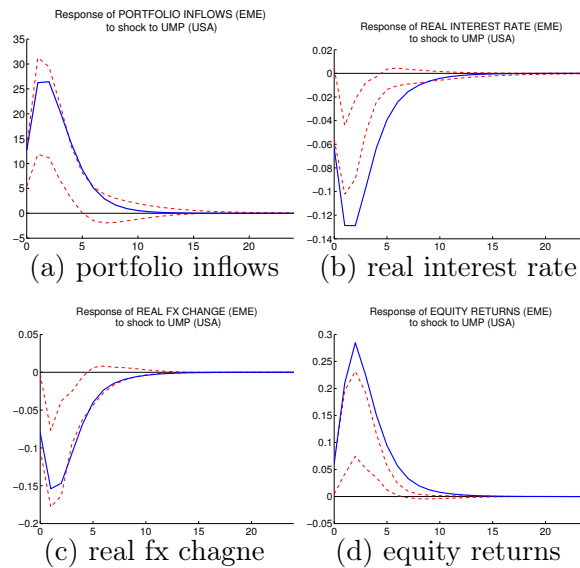 Response of PORTFOLIO INFLOWS (EME)
to shock to UMP (USA)
35
30
25
20
15
10
5
0
−5
0 5 10 15 20
(a) portfolio inflows
Response of REAL INTEREST RATE (EME)
to shock to UMP (USA)
0.02
0
−0.02
−0.04
−0.06
−0.08
−0.1
−0.12
−0.14
0 5 10 15 20
(b) real interest rate
Response of REAL FX CHANGE (EME)
to shock to UMP (USA)
0.05
0
−0.05
−0.1
−0.15
−0.2
0 5 10 15 20
(c) real fx chagne
Response of EQUITY RETURNS (EME)
to shock to UMP (USA)
0.3
0.25
0.2
0.15
0.1
0.05
0
−0.05
0 5 10 15 20
(d) equity returns